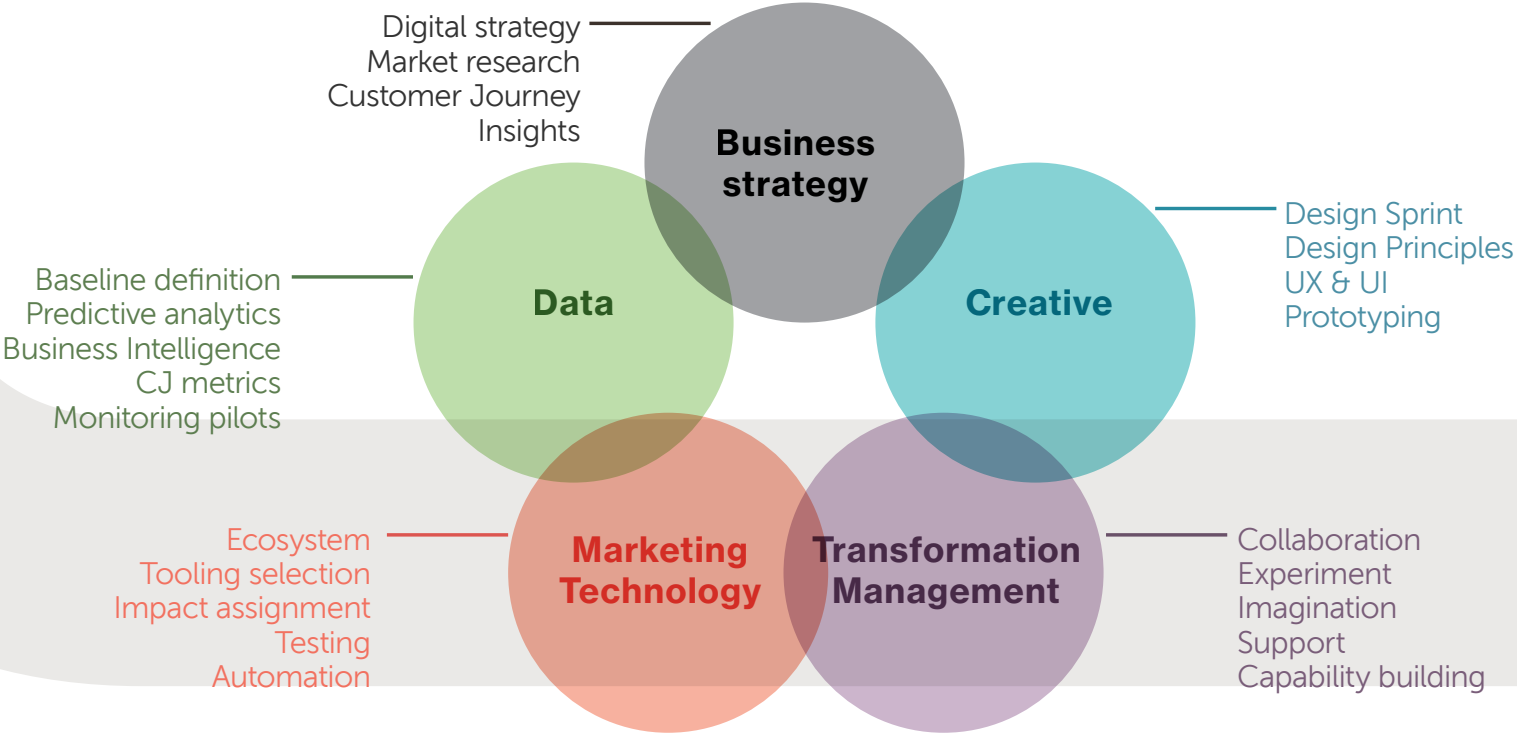 Digital strategy
Market research
Customer Journey
Insights
Business
strategy
Data
Creative
Design Sprint
Design Principles
UX & UI
Prototyping
Baseline definition
Predictive analytics
Business Intelligence
CJ metrics
Monitoring pilots
Marketing
Technology
Transformation
Management
Ecosystem
Tooling selection
Impact assignment
Testing
Automation
Collaboration
Experiment
Imagination
Support
Capability building